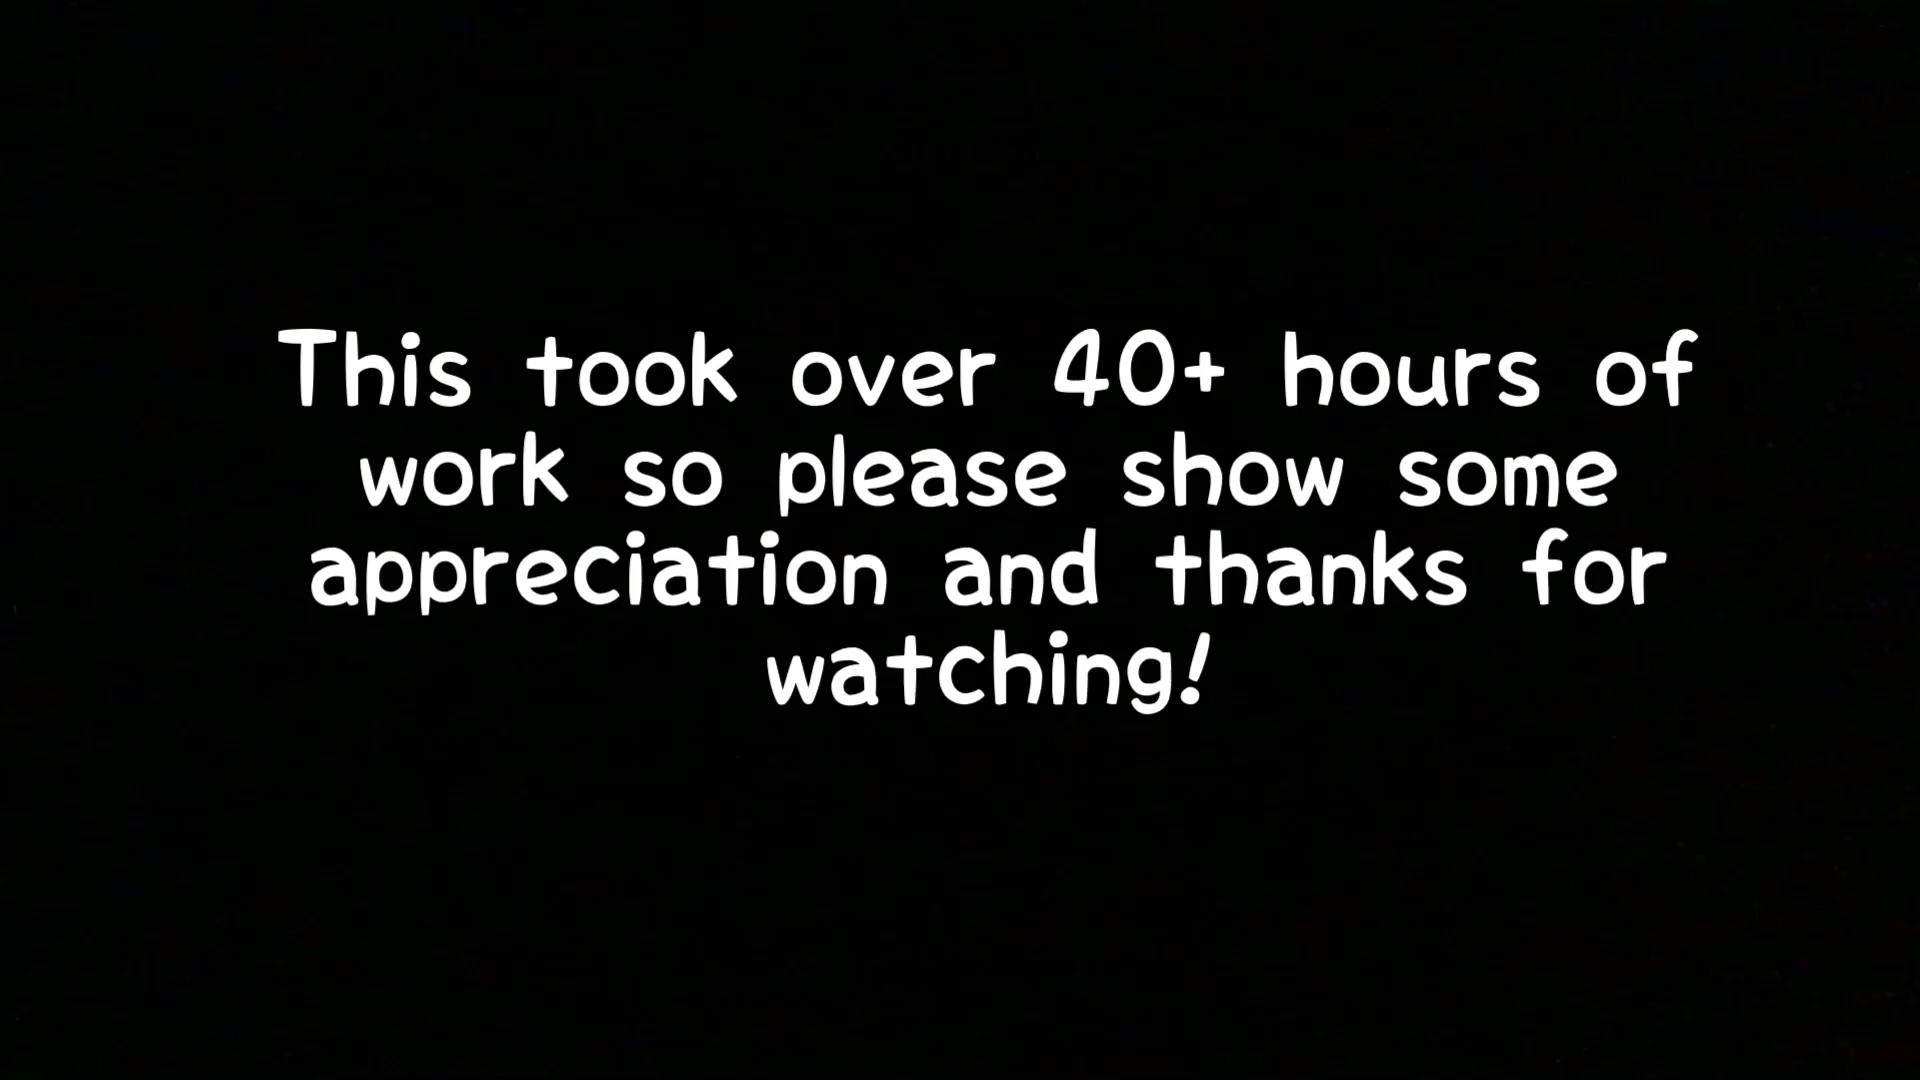 This took over 40+ hours of
work so please show some
appreciation and thanks for
watching!